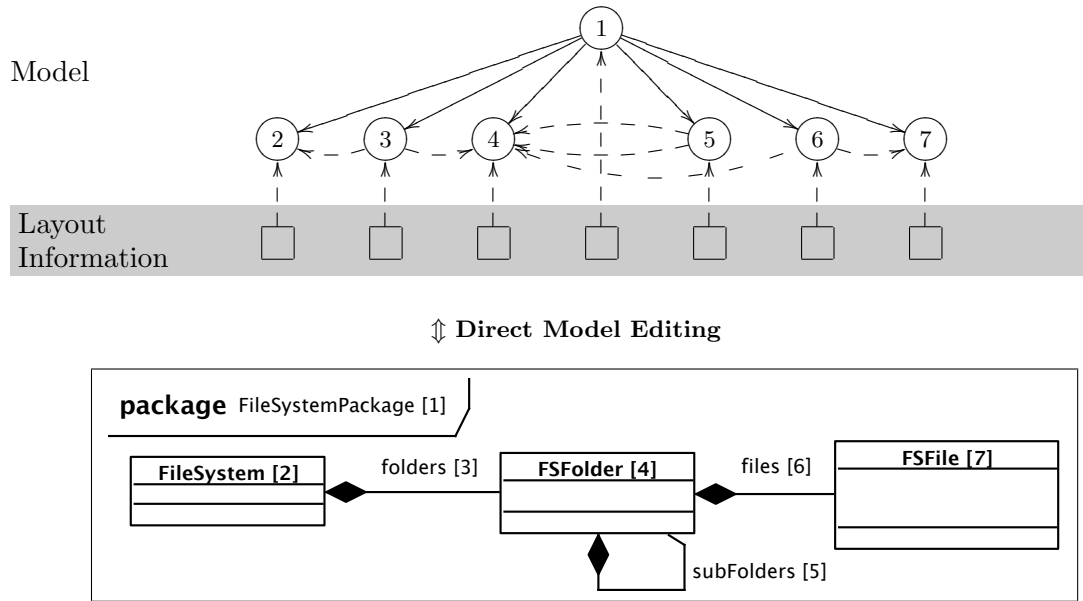 1
Model
2 3 4 5 6 7
Layout
Information
⇕ Direct Model Editing
package FileSystemPackage [1]
FileSystem [2]
folders [3]
FSFolder [4]
files [6]
FSFile [7]
subFolders [5]